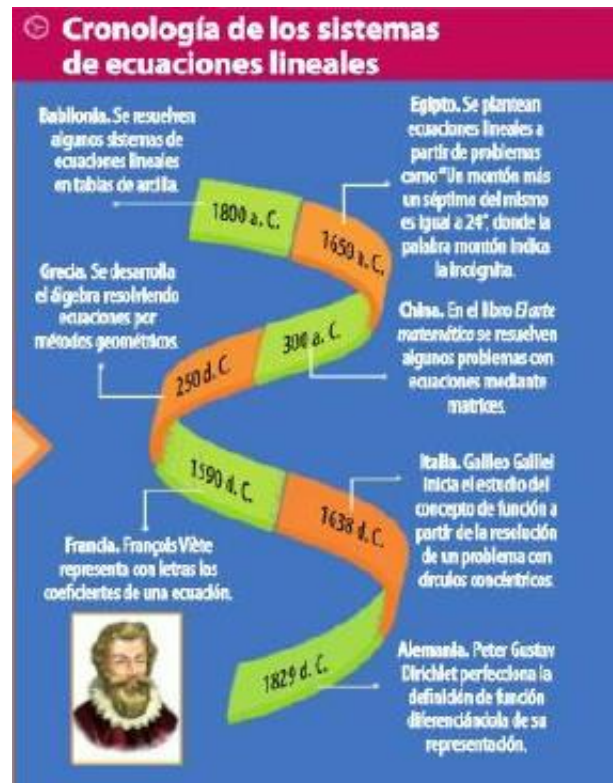 Cronología de los sistemas
de ecuaciones lineales
Babilonia. Se resuelven
algunos sistemas de
ecuaciones lineales
en tablas de arcilla.
1800 a. C.
Egipto. Se plantean
ecuaciones lineales a
partir de problemas
como "Un montón más
un séptimo del mismo
es igual a 24", donde la
palabra montón indica
la incógnita.
1650 a. C.
China. En el libro El arte
matemático se resuelven
algunos problemas con
ecuaciones mediante
matrices.
300 a. C.
Grecia. Se desarrolla
el álgebra resolviendo
ecuaciones por
métodos geométricos.
250 d. C.
1590 d. C.
Francia. François Viète
representa con letras los
coeficientes de una ecuación.
1638 d. C.
Italia. Galileo Galilei
inicia el estudio del
concepto de función a
partir de la resolución
de un problema con
círculos concéntricos.
1829 d. C.
Alemania. Peter Gustav
Dirichlet perfecciona la
definición de función
diferenciándola de su
representación.